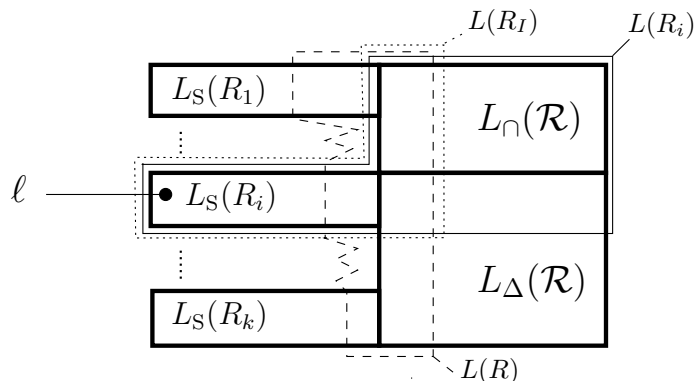 L(R_I)
L(R_i)
L_S(R_1)
L_∩(𝓡)
ℓ
L_S(R_i)
L_Δ(𝓡)
L_S(R_k)
L(R)